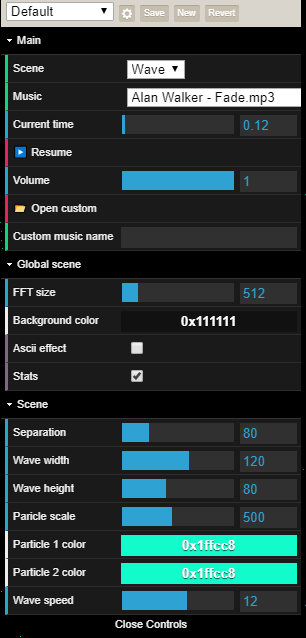 Default Save New Revert
Main
Scene Wave
Music Alan Walker - Fade.mp3
Current time 0.12
Resume
Volume 1
Open custom
Custom music name
Global scene
FFT size 512
Background color 0x111111
Ascii effect
Stats
Scene
Separation 80
Wave width 120
Wave height 80
Paricle scale 500
Particle 1 color 0x1ffcc8
Particle 2 color 0x1ffcc8
Wave speed 12
Close Controls